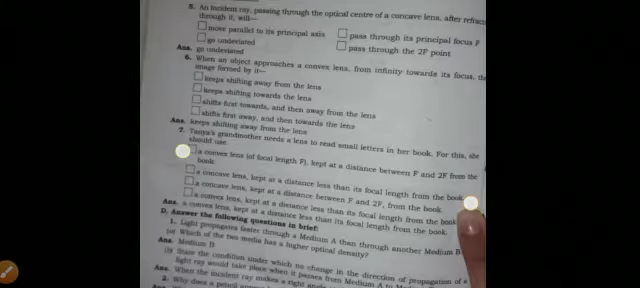 5. An incident ray, passing through the optical centre of a concave lens, after refrac
through it, will—
move parallel to its principal axis pass through its principal focus F
go undeviated pass through the 2F point
Ans. go undeviated
6. When an object approaches a convex lens, from infinity towards its focus, the
image formed by it—
keeps shifting away from the lens
keeps shifting towards the lens
shifts first towards, and then away from the lens
shifts first away, and then towards the lens
Ans. keeps shifting away from the lens
7. Tanya's grandmother needs a lens to read small letters in her book. For this, she
should use
a convex lens (of focal length F), kept at a distance between F and 2F from the
book.
a concave lens, kept at a distance less than its focal length from the book
a concave lens, kept at a distance between F and 2F, from the book.
a convex lens, kept at a distance less than its focal length from the book
Ans. a convex lens, kept at a distance less than its focal length from the book.
D. Answer the following questions in brief:
1. Light propagates faster through a Medium A than through another Medium B.
(a) Which of the two media has a higher optical density?
Ans. Medium B
(b) State the condition under which no change in the direction of propagation of a
light ray would take place when it passes from Medium A to
Ans. When the incident ray makes a right
2. Why does a pencil